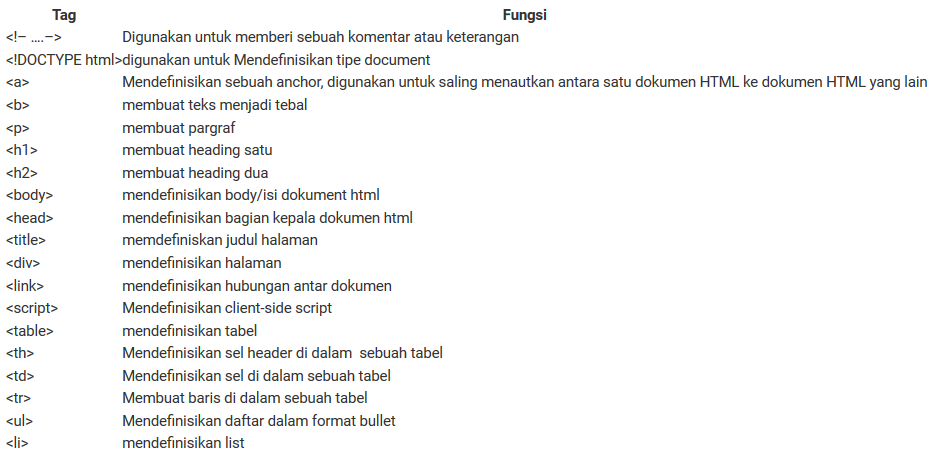 Tag Fungsi
<!– ....–> Digunakan untuk memberi sebuah komentar atau keterangan
<!DOCTYPE html>digunakan untuk Mendefinisikan tipe document
<a> Mendefinisikan sebuah anchor, digunakan untuk saling menautkan antara satu dokumen HTML ke dokumen HTML yang lain
<b> membuat teks menjadi tebal
<p> membuat pargraf
<h1> membuat heading satu
<h2> membuat heading dua
<body> mendefinisikan body/isi dokument html
<head> mendefinisikan bagian kepala dokumen html
<title> memdefiniskan judul halaman
<div> mendefinisikan halaman
<link> mendefinisikan hubungan antar dokumen
<script> Mendefinisikan client-side script
<table> mendefinisikan tabel
<th> Mendefinisikan sel header di dalam  sebuah tabel
<td> Mendefinisikan sel di dalam sebuah tabel
<tr> Membuat baris di dalam sebuah tabel
<ul> Mendefinisikan daftar dalam format bullet
<li> mendefinisikan list